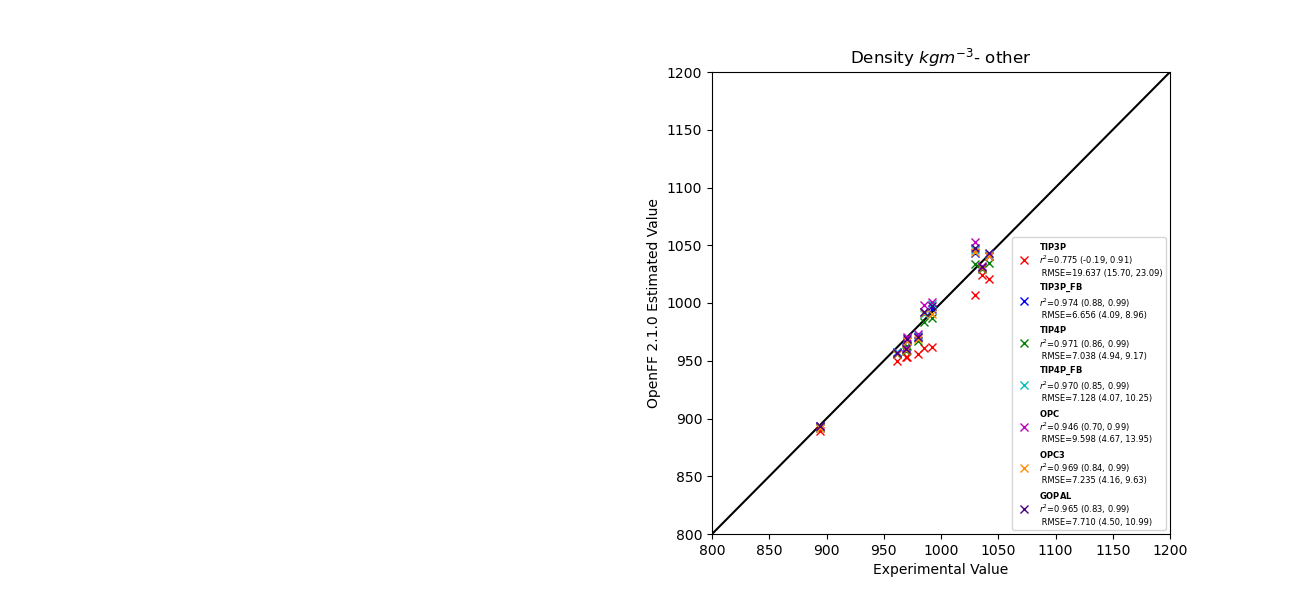 Density kgm⁻³- other
1200
1150
1100
1050
1000
950
900
850
800
OpenFF 2.1.0 Estimated Value
TIP3P
r²=0.775 (-0.19, 0.91)
RMSE=19.637 (15.70, 23.09)
TIP3P_FB
r²=0.974 (0.88, 0.99)
RMSE=6.656 (4.09, 8.96)
TIP4P
r²=0.971 (0.86, 0.99)
RMSE=7.038 (4.94, 9.17)
TIP4P_FB
r²=0.970 (0.85, 0.99)
RMSE=7.128 (4.07, 10.25)
OPC
r²=0.946 (0.70, 0.99)
RMSE=9.598 (4.67, 13.95)
OPC3
r²=0.969 (0.84, 0.99)
RMSE=7.235 (4.16, 9.63)
GOPAL
r²=0.965 (0.83, 0.99)
RMSE=7.710 (4.50, 10.99)
800 850 900 950 1000 1050 1100 1150 1200
Experimental Value